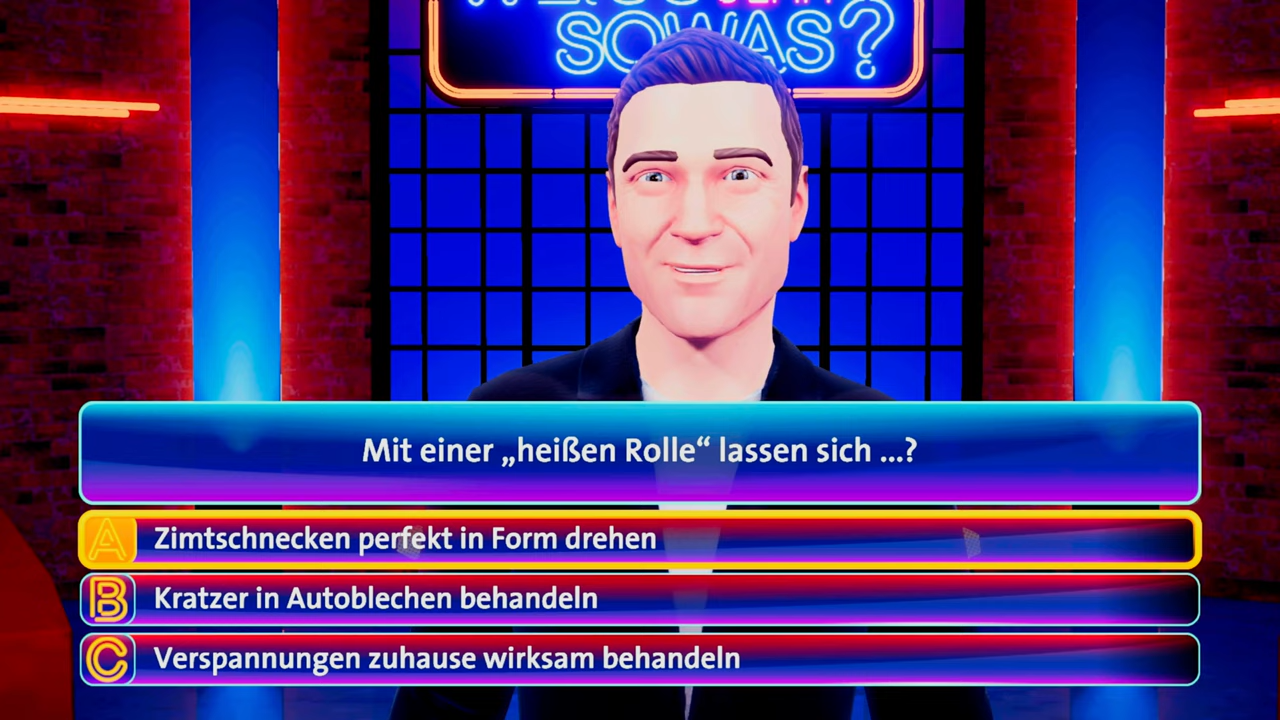 SOWAS?
Mit einer „heißen Rolle“ lassen sich ...?
A Zimtschnecken perfekt in Form drehen
B Kratzer in Autoblechen behandeln
C Verspannungen zuhause wirksam behandeln